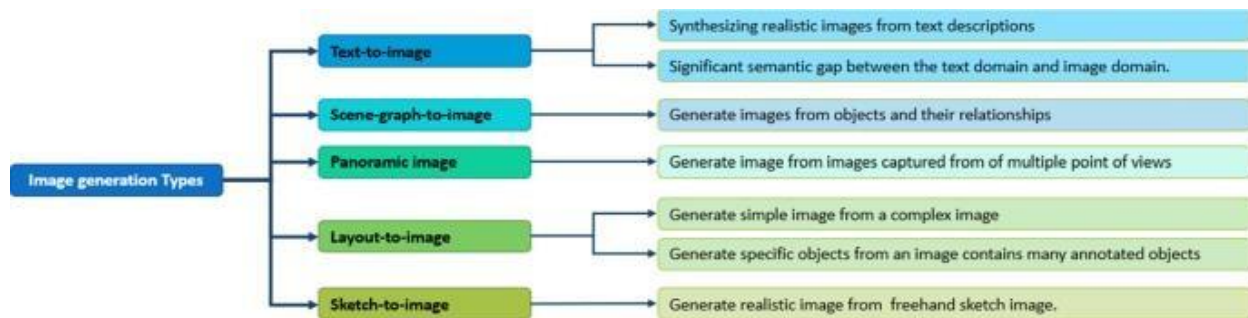 Image generation Types
Text-to-image
Synthesizing realistic images from text descriptions
Significant semantic gap between the text domain and image domain.
Scene-graph-to-image
Generate images from objects and their relationships
Panoramic image
Generate image from images captured from of multiple point of views
Layout-to-image
Generate simple image from a complex image
Generate specific objects from an image contains many annotated objects
Sketch-to-image
Generate realistic image from freehand sketch image.